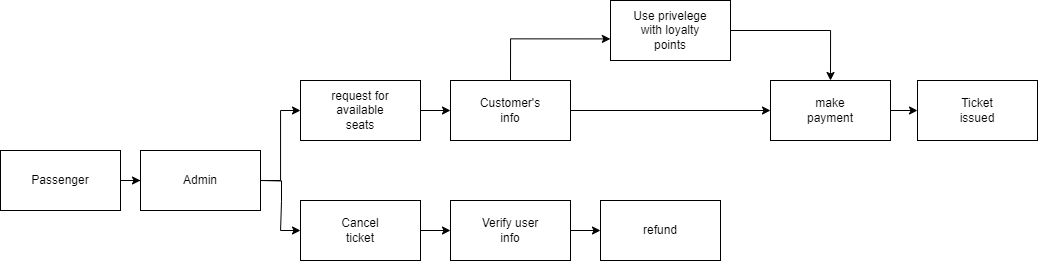 Use privelege
with loyalty
points
request for
available
seats
Customer's
info
make
payment
Ticket
issued
Passenger
Admin
Cancel
ticket
Verify user
info
refund